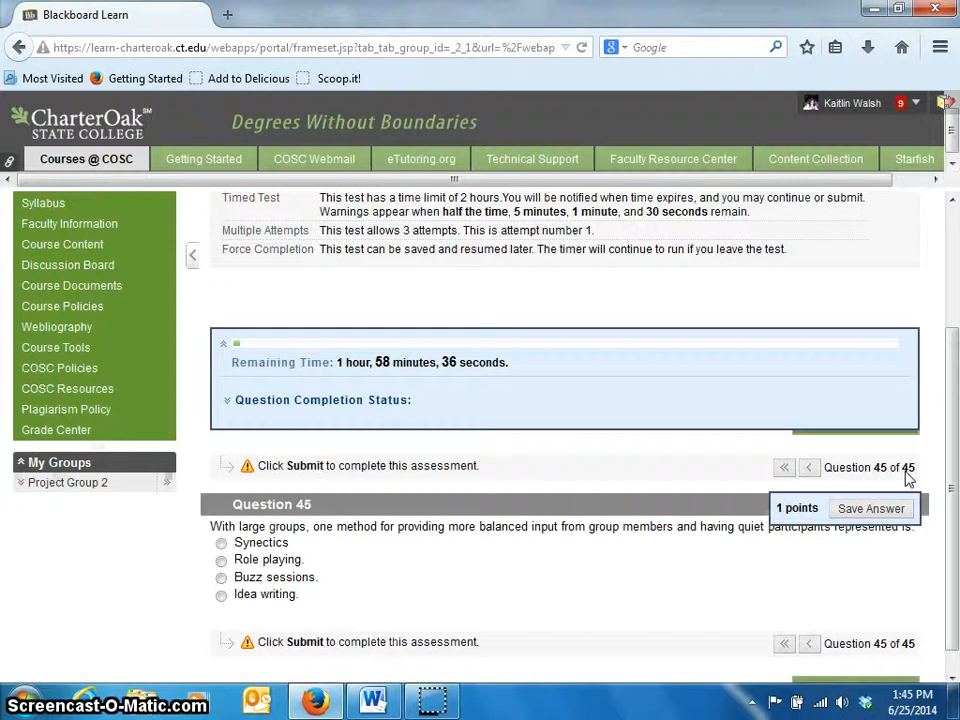 Blackboard Learn
https://learn-charteroak.ct.edu/webapps/portal/frameset.jsp?tab_tab_group_id=_2_1&url=%2Fwebap
Google
Most Visited
Getting Started
Add to Delicious
Scoop.it!
CharterOak
STATE COLLEGE
SM
Degrees Without Boundaries
Kaitlin Walsh 9
Courses @ COSC
Getting Started
COSC Webmail
eTutoring.org
Technical Support
Faculty Resource Center
Content Collection
Starfish
Syllabus
Faculty Information
Course Content
Discussion Board
Course Documents
Course Policies
Webliography
Course Tools
COSC Policies
COSC Resources
Plagiarism Policy
Grade Center
My Groups
Project Group 2
Timed Test This test has a time limit of 2 hours.You will be notified when time expires, and you may continue or submit.
Warnings appear when half the time, 5 minutes, 1 minute, and 30 seconds remain.
Multiple Attempts This test allows 3 attempts. This is attempt number 1.
Force Completion This test can be saved and resumed later. The timer will continue to run if you leave the test.
Remaining Time: 1 hour, 58 minutes, 36 seconds.
Question Completion Status:
Click Submit to complete this assessment.
Question 45 of 45
Question 45
1 points
Save Answer
With large groups, one method for providing more balanced input from group members and having quiet participants represented is:
Synectics
Role playing.
Buzz sessions.
Idea writing.
Click Submit to complete this assessment.
Question 45 of 45
Screencast-O-Matic.com
1:45 PM
6/25/2014